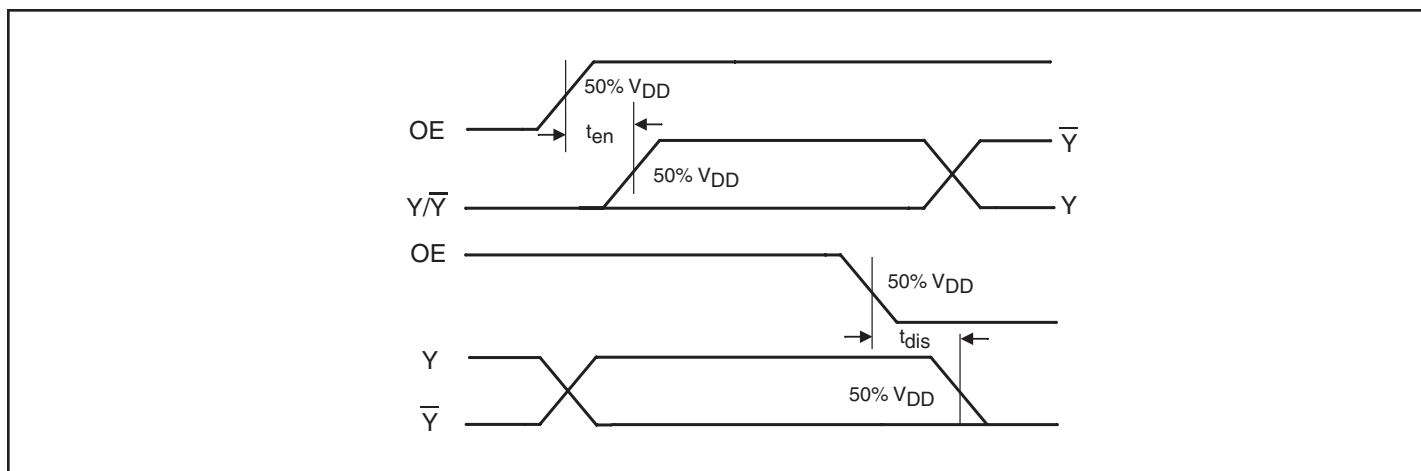 50% VDD
OE
ten
Y̅
50% VDD
Y/Y̅
Y
OE
50% VDD
tdis
Y
50% VDD
Y̅